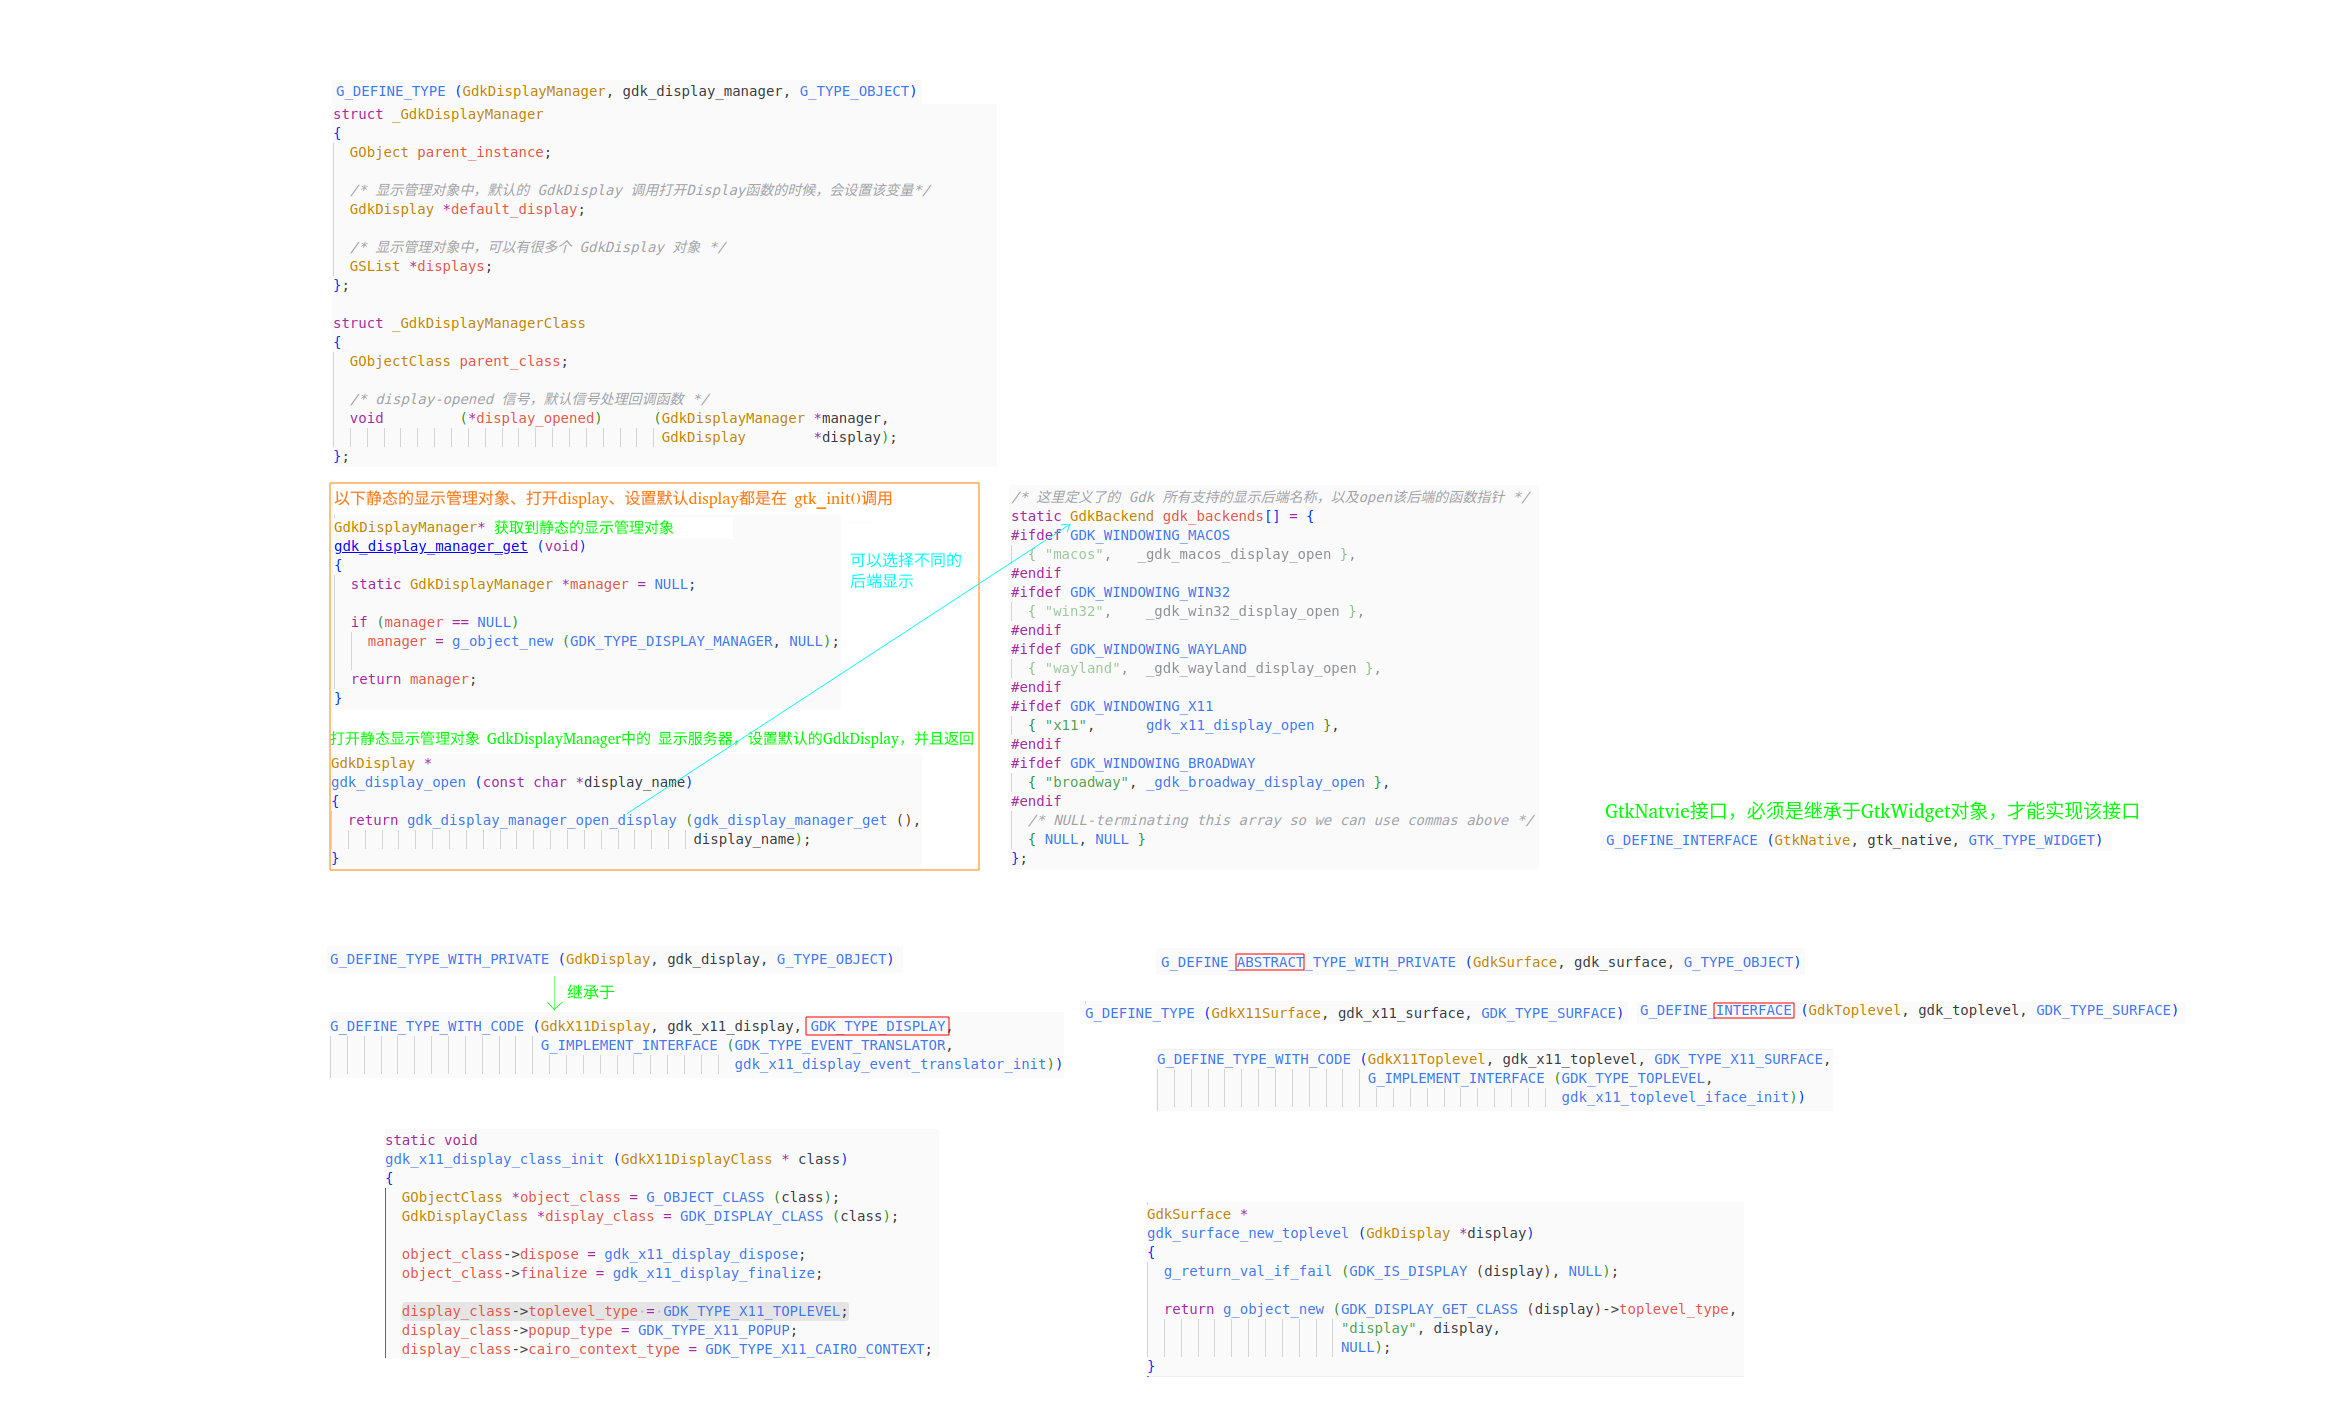 G_DEFINE_TYPE (GdkDisplayManager, gdk_display_manager, G_TYPE_OBJECT)
struct _GdkDisplayManager
{
  GObject parent_instance;
  /* 显示管理对象中，默认的 GdkDisplay 调用打开Display函数的时候，会设置该变量*/
  GdkDisplay *default_display;
  /* 显示管理对象中，可以有很多个 GdkDisplay 对象 */
  GSList *displays;
};
struct _GdkDisplayManagerClass
{
  GObjectClass parent_class;
  /* display-opened 信号，默认信号处理回调函数 */
  void         (*display_opened)      (GdkDisplayManager *manager,
                                       GdkDisplay        *display);
};
以下静态的显示管理对象、打开display、设置默认display都是在 gtk_init()调用
GdkDisplayManager* 获取到静态的显示管理对象
gdk_display_manager_get (void)
{
  static GdkDisplayManager *manager = NULL;
  if (manager == NULL)
    manager = g_object_new (GDK_TYPE_DISPLAY_MANAGER, NULL);
  return manager;
}
可以选择不同的
后端显示
打开静态显示管理对象 GdkDisplayManager中的 显示服务器，设置默认的GdkDisplay，并且返回
GdkDisplay *
gdk_display_open (const char *display_name)
{
  return gdk_display_manager_open_display (gdk_display_manager_get (),
                                           display_name);
}
/* 这里定义了的 Gdk 所有支持的显示后端名称，以及open该后端的函数指针 */
static GdkBackend gdk_backends[] = {
#ifdef GDK_WINDOWING_MACOS
  { "macos",   _gdk_macos_display_open },
#endif
#ifdef GDK_WINDOWING_WIN32
  { "win32",    _gdk_win32_display_open },
#endif
#ifdef GDK_WINDOWING_WAYLAND
  { "wayland",  _gdk_wayland_display_open },
#endif
#ifdef GDK_WINDOWING_X11
  { "x11",      gdk_x11_display_open },
#endif
#ifdef GDK_WINDOWING_BROADWAY
  { "broadway", _gdk_broadway_display_open },
#endif
  /* NULL-terminating this array so we can use commas above */
  { NULL, NULL }
};
GtkNatvie接口，必须是继承于GtkWidget对象，才能实现该接口
G_DEFINE_INTERFACE (GtkNative, gtk_native, GTK_TYPE_WIDGET)
G_DEFINE_TYPE_WITH_PRIVATE (GdkDisplay, gdk_display, G_TYPE_OBJECT)
继承于
G_DEFINE_TYPE_WITH_CODE (GdkX11Display, gdk_x11_display, GDK_TYPE_DISPLAY,
                         G_IMPLEMENT_INTERFACE (GDK_TYPE_EVENT_TRANSLATOR,
                                                gdk_x11_display_event_translator_init))
static void
gdk_x11_display_class_init (GdkX11DisplayClass * class)
{
  GObjectClass *object_class = G_OBJECT_CLASS (class);
  GdkDisplayClass *display_class = GDK_DISPLAY_CLASS (class);
  object_class->dispose = gdk_x11_display_dispose;
  object_class->finalize = gdk_x11_display_finalize;
  display_class->toplevel_type = GDK_TYPE_X11_TOPLEVEL;
  display_class->popup_type = GDK_TYPE_X11_POPUP;
  display_class->cairo_context_type = GDK_TYPE_X11_CAIRO_CONTEXT;
G_DEFINE_ABSTRACT_TYPE_WITH_PRIVATE (GdkSurface, gdk_surface, G_TYPE_OBJECT)
G_DEFINE_TYPE (GdkX11Surface, gdk_x11_surface, GDK_TYPE_SURFACE)
G_DEFINE_INTERFACE (GdkToplevel, gdk_toplevel, GDK_TYPE_SURFACE)
G_DEFINE_TYPE_WITH_CODE (GdkX11Toplevel, gdk_x11_toplevel, GDK_TYPE_X11_SURFACE,
                         G_IMPLEMENT_INTERFACE (GDK_TYPE_TOPLEVEL,
                                                gdk_x11_toplevel_iface_init))
GdkSurface *
gdk_surface_new_toplevel (GdkDisplay *display)
{
  g_return_val_if_fail (GDK_IS_DISPLAY (display), NULL);
  return g_object_new (GDK_DISPLAY_GET_CLASS (display)->toplevel_type,
                       "display", display,
                       NULL);
}